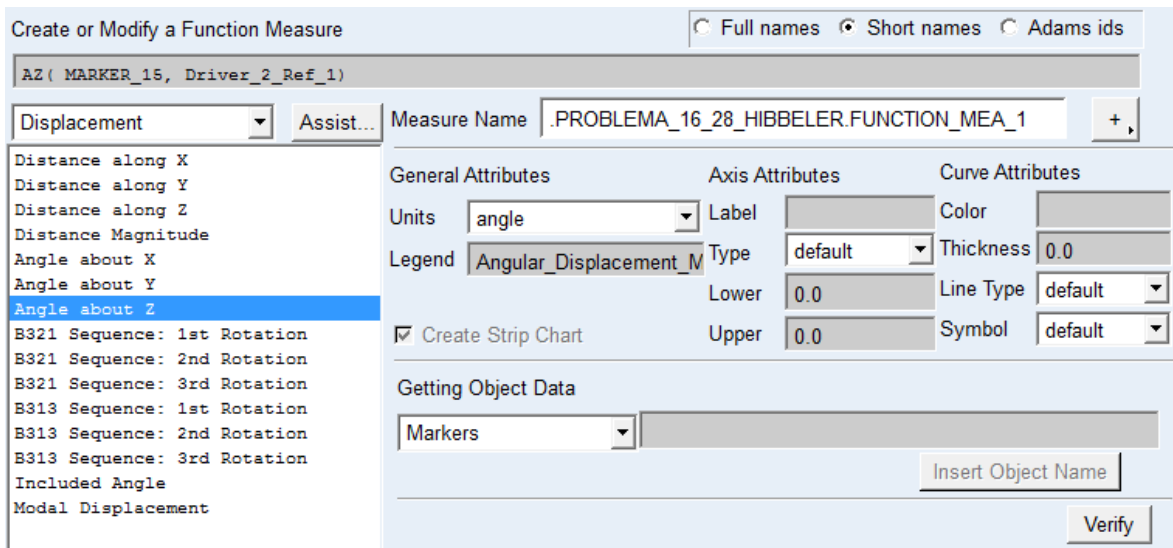 Create or Modify a Function Measure
Full names Short names Adams ids
AZ( MARKER_15, Driver_2_Ref_1)
Displacement
Assist...
Measure Name .PROBLEMA_16_28_HIBBELER.FUNCTION_MEA_1 +
Distance along X
Distance along Y
Distance along Z
Distance Magnitude
Angle about X
Angle about Y
Angle about Z
B321 Sequence: 1st Rotation
B321 Sequence: 2nd Rotation
B321 Sequence: 3rd Rotation
B313 Sequence: 1st Rotation
B313 Sequence: 2nd Rotation
B313 Sequence: 3rd Rotation
Included Angle
Modal Displacement
General Attributes
Units angle
Legend Angular_Displacement_M
Create Strip Chart
Axis Attributes
Label
Type default
Lower 0.0
Upper 0.0
Curve Attributes
Color
Thickness 0.0
Line Type default
Symbol default
Getting Object Data
Markers
Insert Object Name
Verify